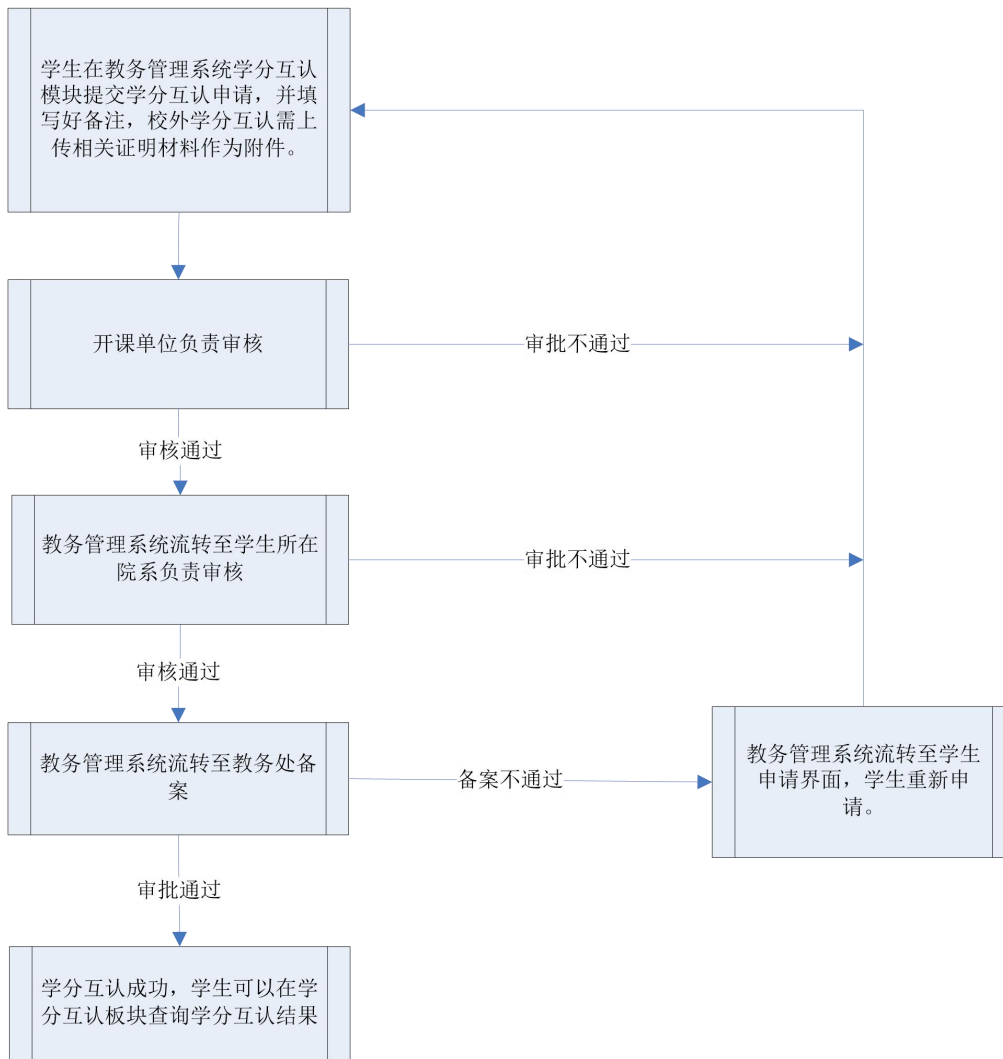 学生在教务管理系统学分互认
模块提交学分互认申请，并填
写好备注，校外学分互认需上
传相关证明材料作为附件。
开课单位负责审核
审批不通过
审核通过
教务管理系统流转至学生所在
院系负责审核
审批不通过
审核通过
教务管理系统流转至教务处备
案
备案不通过
教务管理系统流转至学生
申请界面，学生重新申
请。
审批通过
学分互认成功，学生可以在学
分互认板块查询学分互认结果